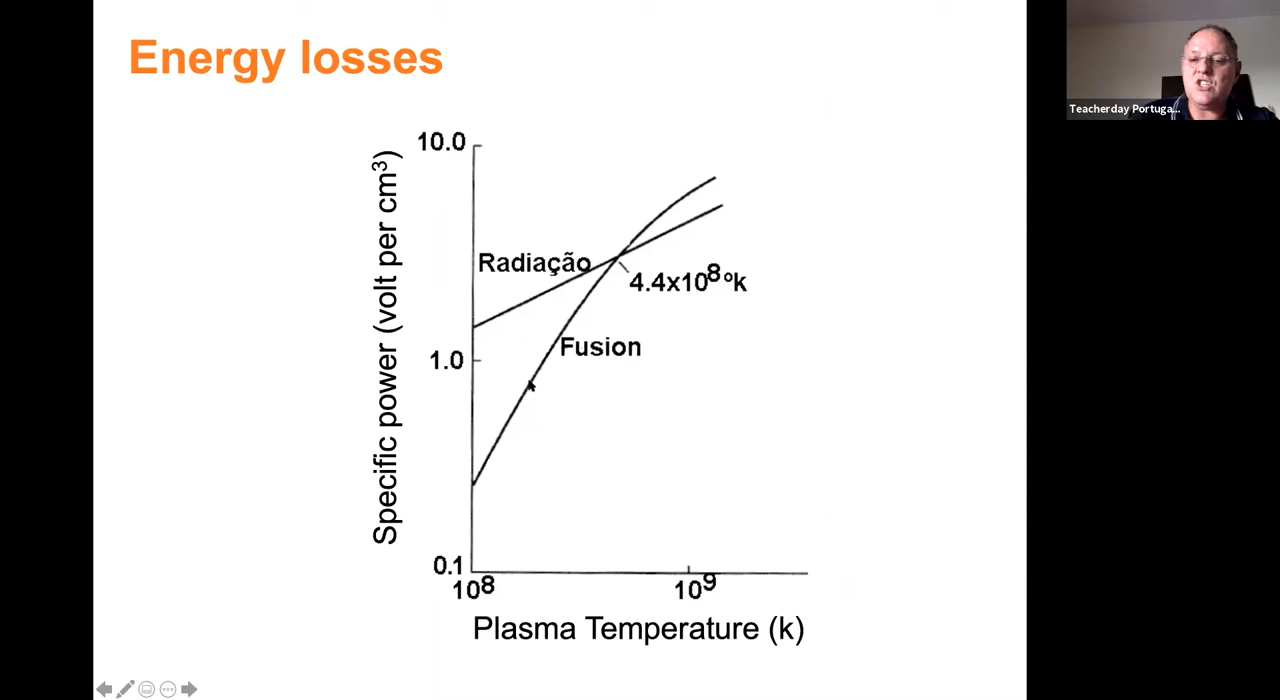 Energy losses
Teacherday Portuga...
10.0
Specific power (volt per cm³)
Radiação
4.4x10⁸ºk
1.0
Fusion
0.1
10⁸
10⁹
Plasma Temperature (k)